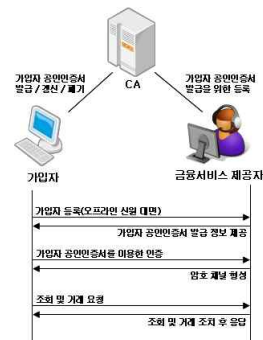 CA
가입자 공인인증서
발급 / 갱신 / 폐기
가입자 공인인증서
발급을 위한 등록
가입자
금융서비스 제공자
가입자 등록(오프라인 신원 대면)
가입자 공인인증서 발급 정보 제공
가입자 공인인증서를 이용한 인증
암호 채널 형성
조회 및 거래 요청
조회 및 거래 조치 후 응답